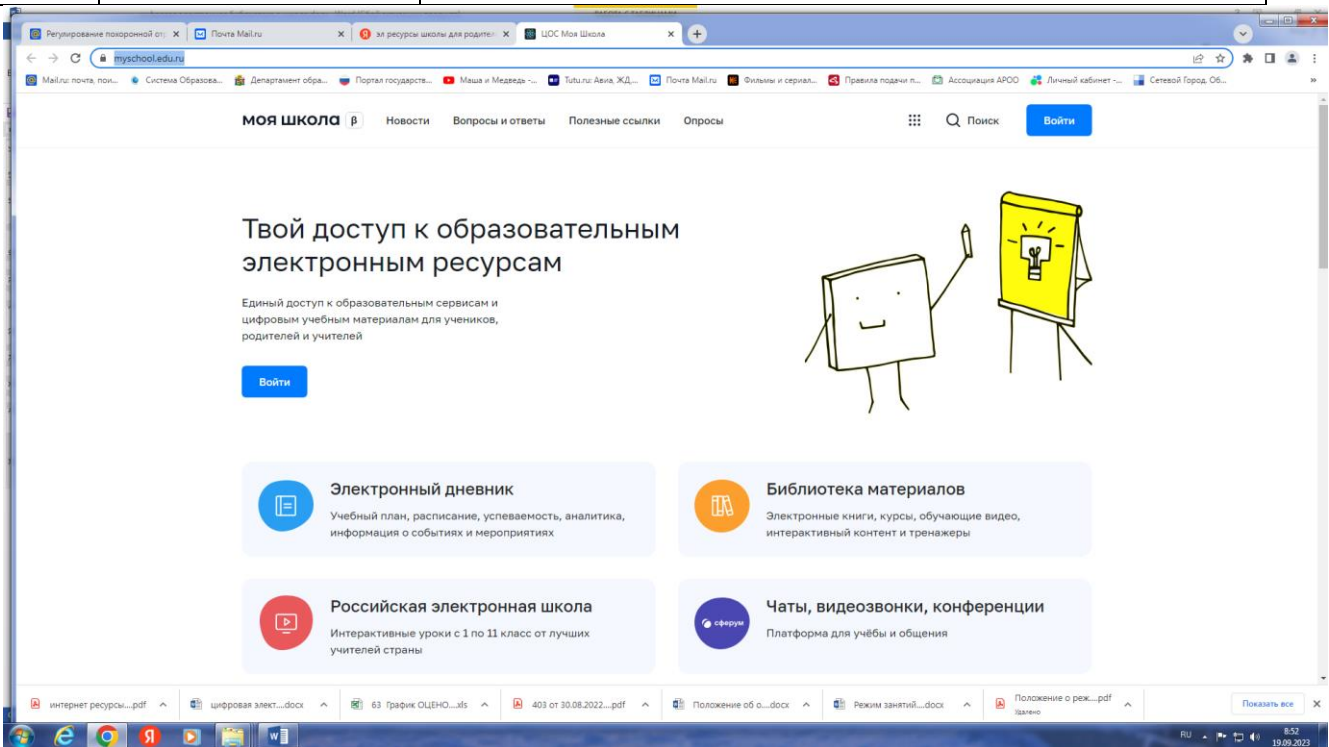 Регулирование похоронной от
Почта Mail.ru
эл ресурсы школы для родител
ЦОС Моя Школа
myschool.edu.ru
Mail.ru: почта, пои...
Система Образова...
Департамент обра...
Портал государств...
Маша и Медведь -...
Tutu.ru: Авиа, ЖД,...
Почта Mail.ru
Фильмы и сериал...
Правила подачи п...
Ассоциация АРОО
Личный кабинет -...
Сетевой Город. Об...
МОЯ ШКОЛА β
Новости
Вопросы и ответы
Полезные ссылки
Опросы
Поиск
Войти
Твой доступ к образовательным
электронным ресурсам
Единый доступ к образовательным сервисам и
цифровым учебным материалам для учеников,
родителей и учителей
Войти
Электронный дневник
Учебный план, расписание, успеваемость, аналитика,
информация о событиях и мероприятиях
Библиотека материалов
Электронные книги, курсы, обучающие видео,
интерактивный контент и тренажеры
Российская электронная школа
Интерактивные уроки с 1 по 11 класс от лучших
учителей страны
сферум
Чаты, видеозвонки, конференции
Платформа для учёбы и общения
интернет ресурсы....pdf
цифровая элект....docx
63 График ОЦЕНО....xls
403 от 30.08.2022....pdf
Положение об о....docx
Режим занятий....docx
Положение о реж....pdf
Удалено
Показать все
RU
8:52
19.09.2023